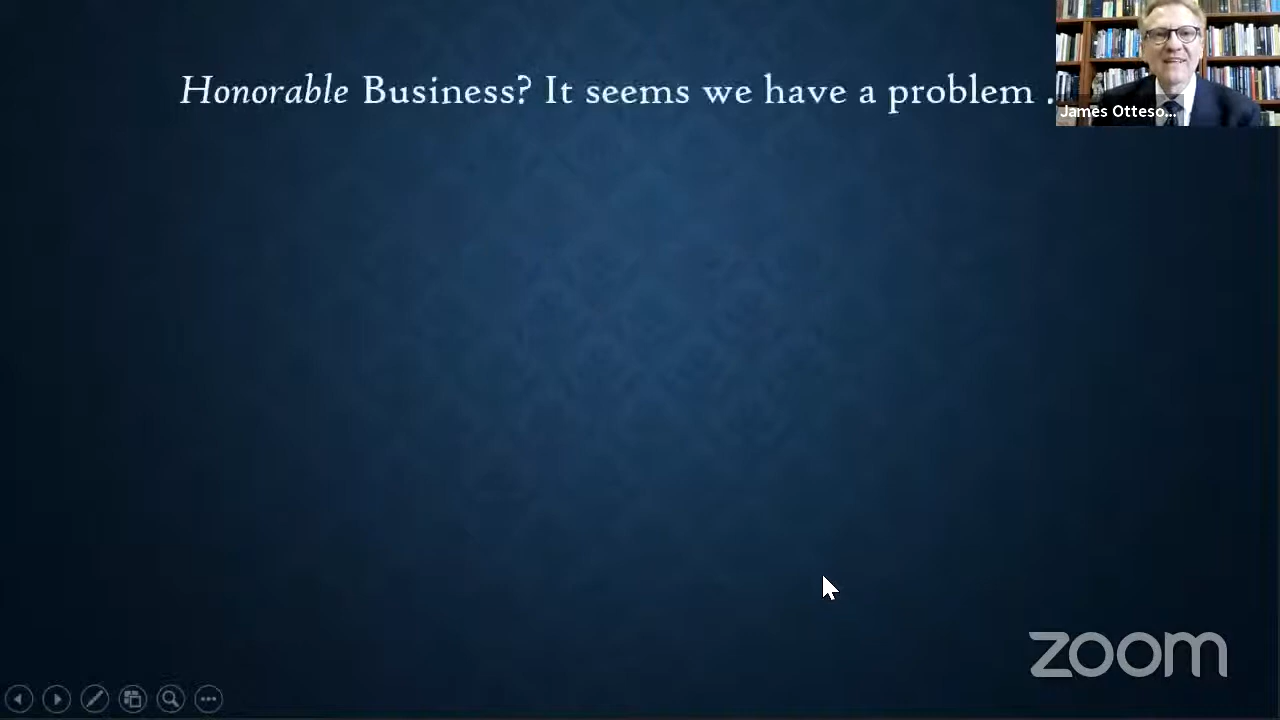 Honorable Business? It seems we have a problem .
James Otteso...
zoom